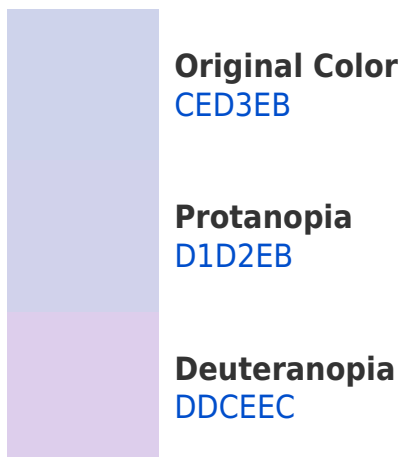 Original Color
CED3EB
Protanopia
D1D2EB
Deuteranopia
DDCEEC